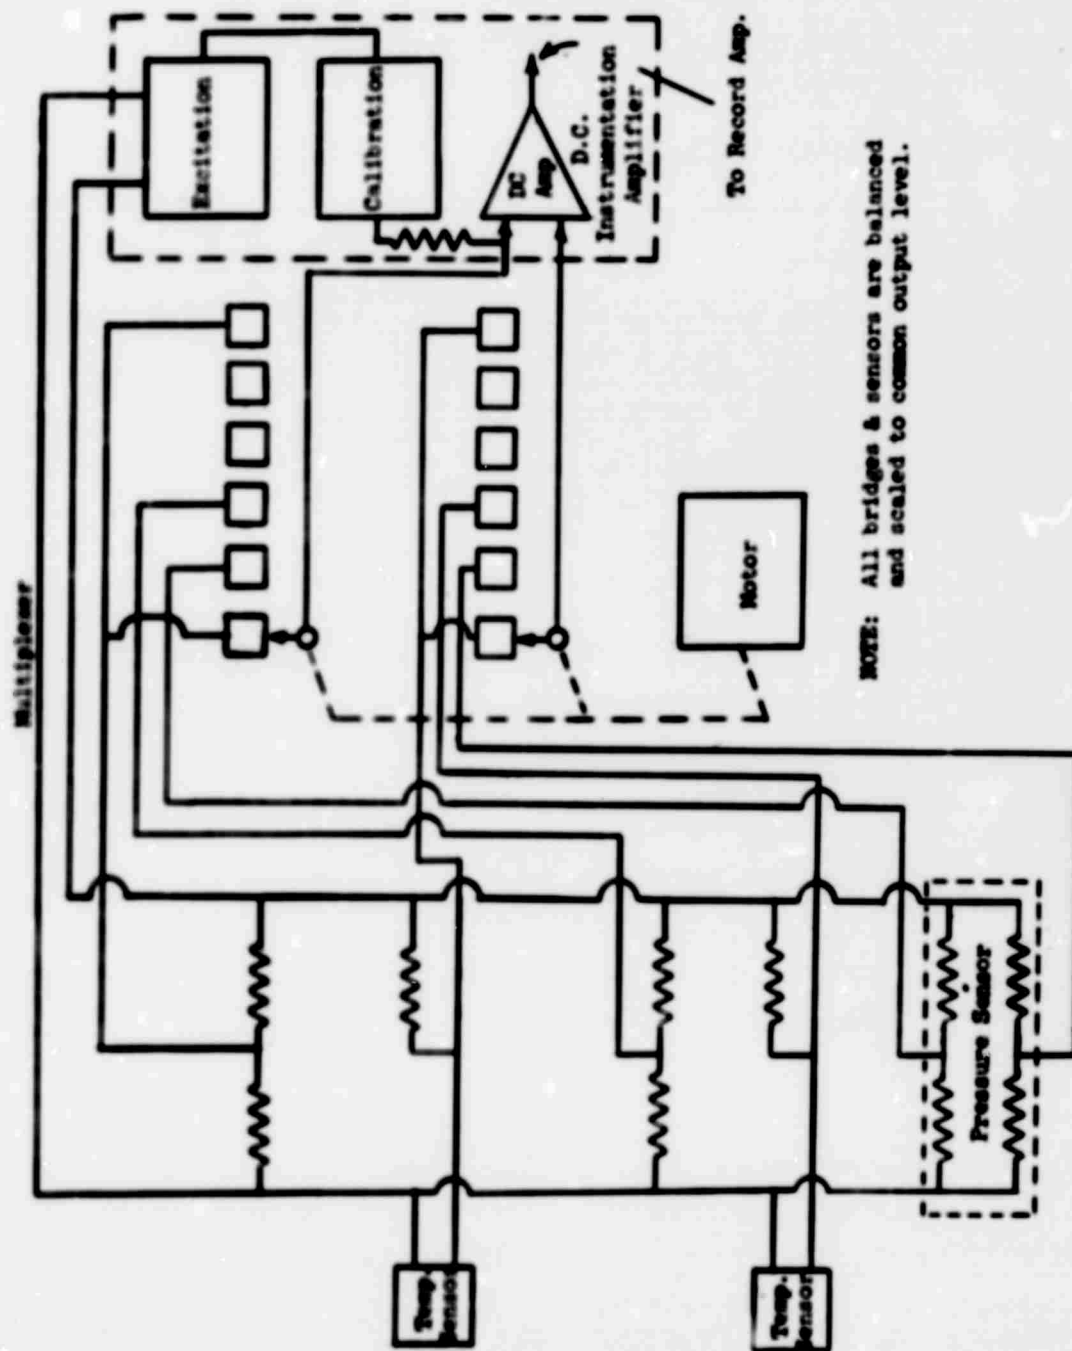 Multiplexer
Excitation
Calibration
DC
Amp
D.C.
Instrumentation
Amplifier
To Record Amp.
Motor
NOTE: All bridges & sensors are balanced
and scaled to common output level.
Temp.
Sensor
Temp.
Sensor
Pressure Sensor